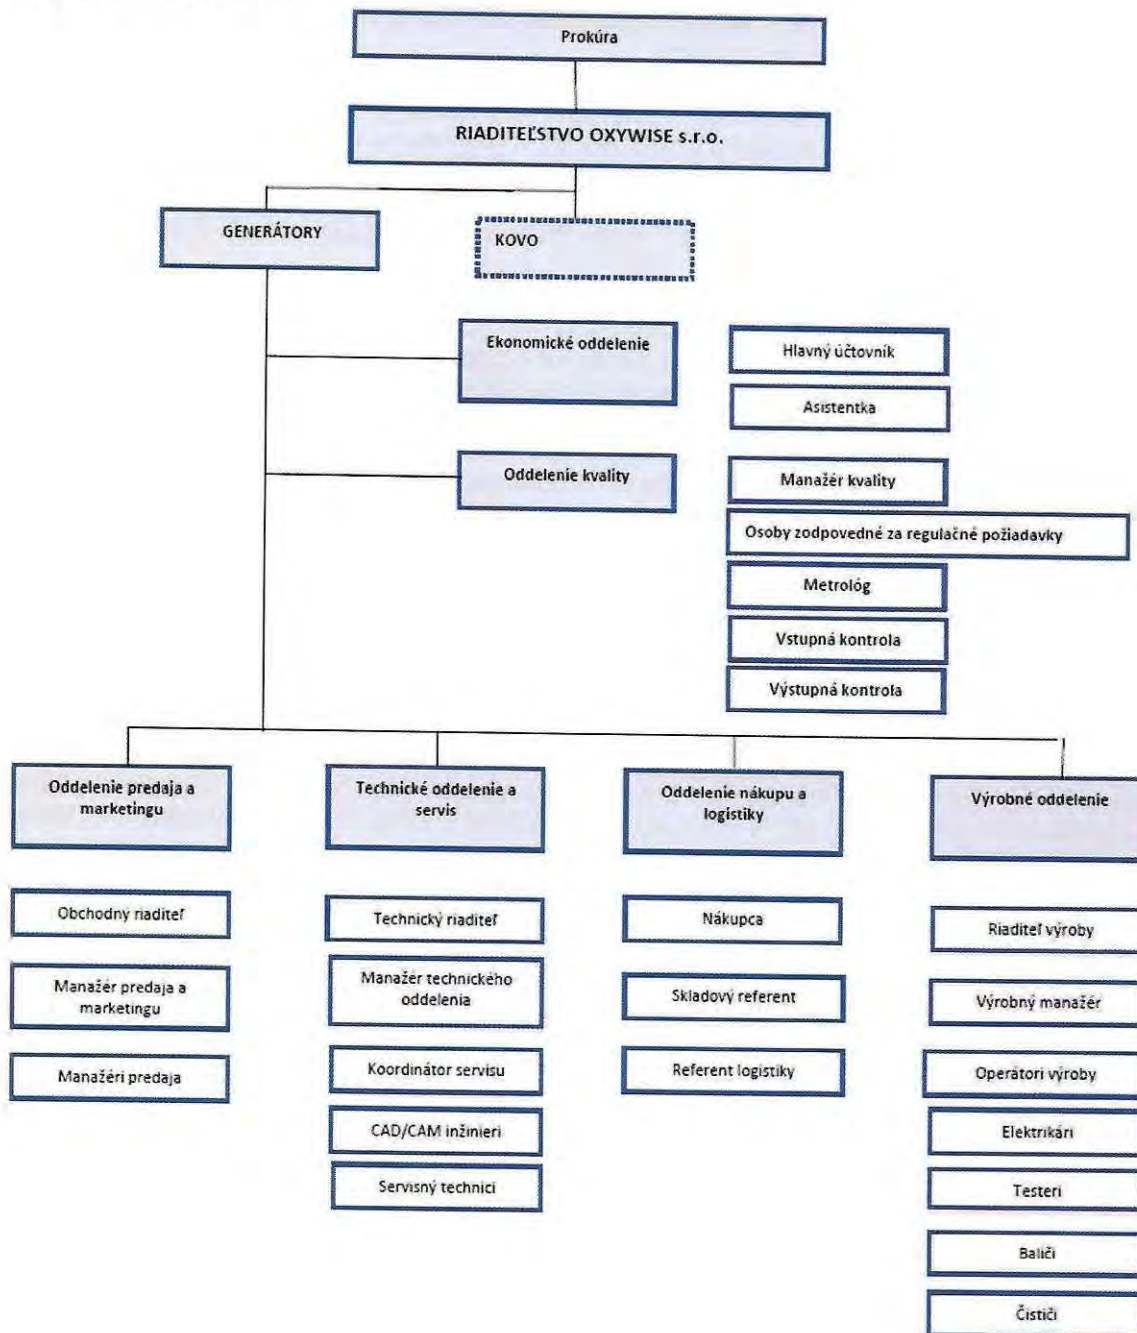 Prokúra
RIADITEĽSTVO OXYWISE s.r.o.
GENERÁTORY
KOVO
Ekonomické oddelenie
Hlavný účtovník
Asistentka
Oddelenie kvality
Manažér kvality
Osoby zodpovedné za regulačné požiadavky
Metrológ
Vstupná kontrola
Výstupná kontrola
Oddelenie predaja a
marketingu
Obchodný riaditeľ
Manažér predaja a
marketingu
Manažéri predaja
Technické oddelenie a
servis
Technický riaditeľ
Manažér technického
oddelenia
Koordinátor servisu
CAD/CAM inžinieri
Servisný technici
Oddelenie nákupu a
logistiky
Nákupca
Skladový referent
Referent logistiky
Výrobné oddelenie
Riaditeľ výroby
Výrobný manažér
Operátori výroby
Elektrikári
Testeri
Baliči
Čističi